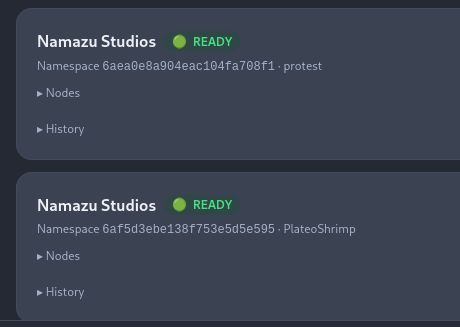 Namazu Studios READY
Namespace 6aea0e8a904eac104fa708f1 · protest
▸ Nodes
▸ History
Namazu Studios READY
Namespace 6af5d3ebe138f753e5d5e595 · PlateoShrimp
▸ Nodes
▸ History